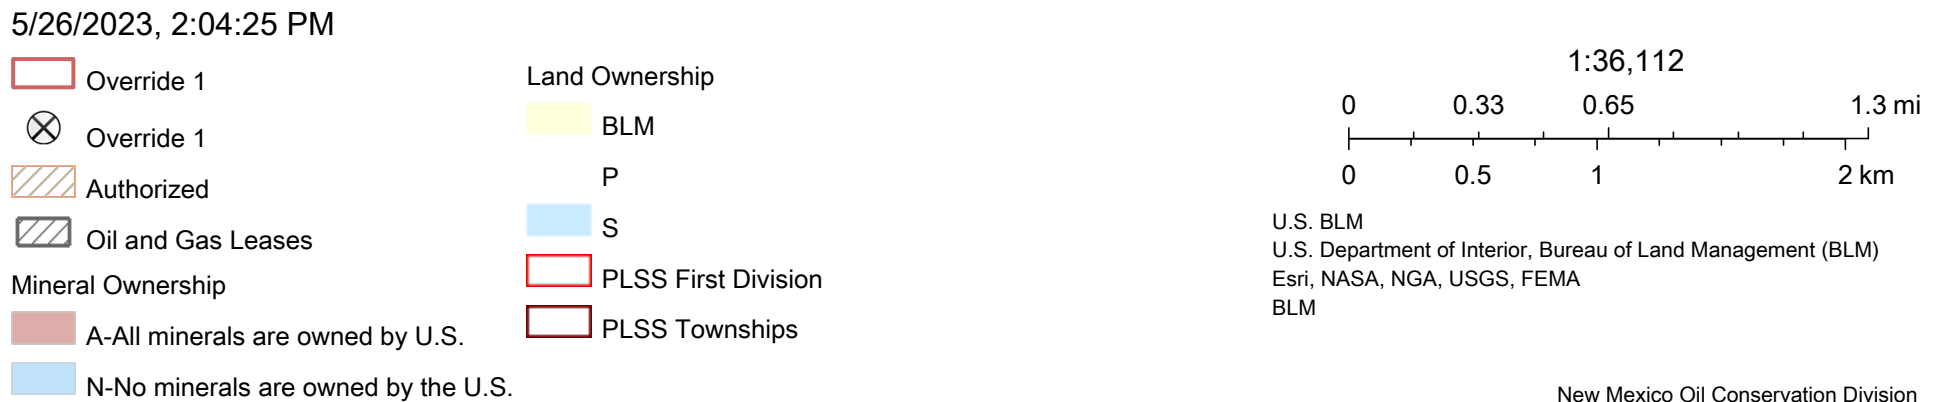 5/26/2023, 2:04:25 PM
Override 1
Override 1
Authorized
Oil and Gas Leases
Mineral Ownership
A-All minerals are owned by U.S.
N-No minerals are owned by the U.S.
Land Ownership
BLM
P
S
PLSS First Division
PLSS Townships
1:36,112
0 0.33 0.65 1.3 mi
0 0.5 1 2 km
U.S. BLM
U.S. Department of Interior, Bureau of Land Management (BLM)
Esri, NASA, NGA, USGS, FEMA
BLM
New Mexico Oil Conservation Division